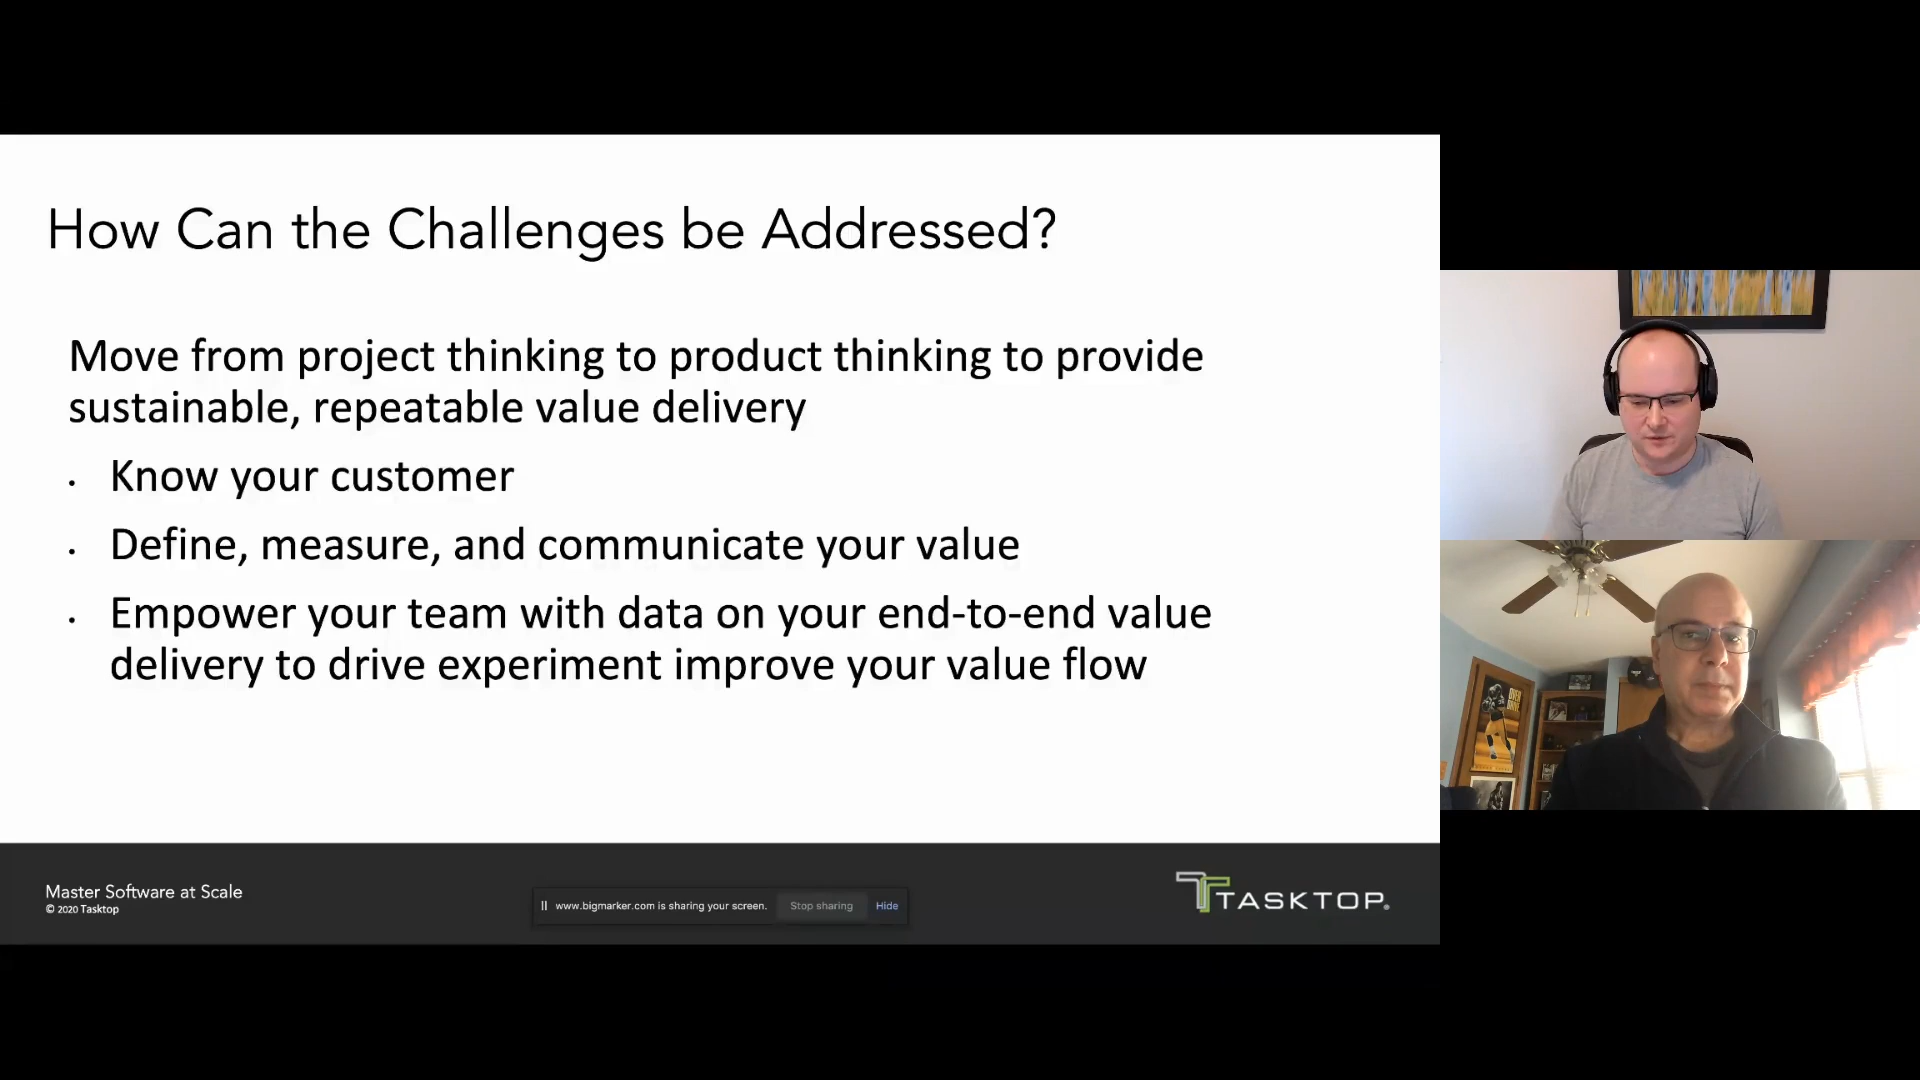 How Can the Challenges be Addressed?
Move from project thinking to product thinking to provide
sustainable, repeatable value delivery
• Know your customer
• Define, measure, and communicate your value
• Empower your team with data on your end-to-end value
delivery to drive experiment improve your value flow
Master Software at Scale
© 2020 Tasktop
www.bigmarker.com is sharing your screen. Stop sharing Hide
TASKTOP®